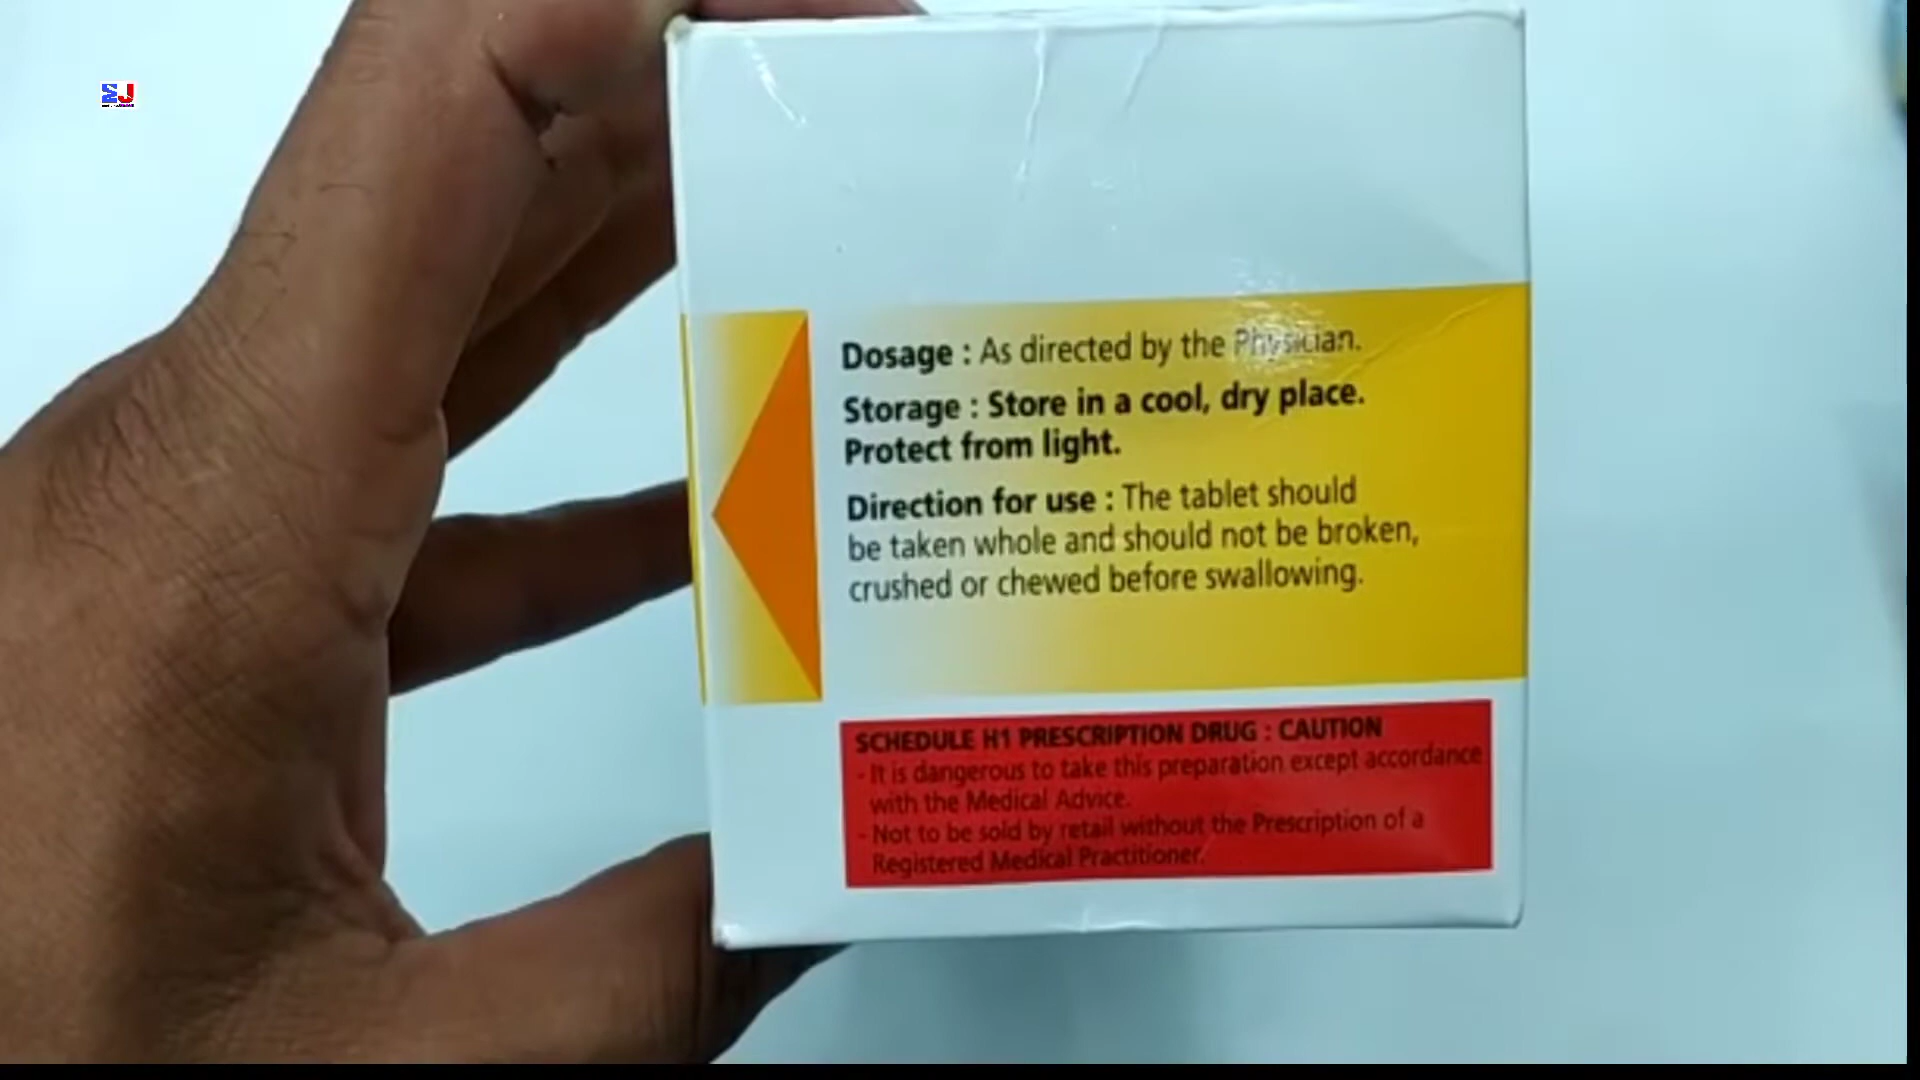 SJ
Dosage : As directed by the Physician.
Storage : Store in a cool, dry place.
Protect from light.
Direction for use : The tablet should
be taken whole and should not be broken,
crushed or chewed before swallowing.
SCHEDULE H1 PRESCRIPTION DRUG : CAUTION
- It is dangerous to take this preparation except accordance
with the Medical Advice.
- Not to be sold by retail without the Prescription of a
Registered Medical Practitioner.